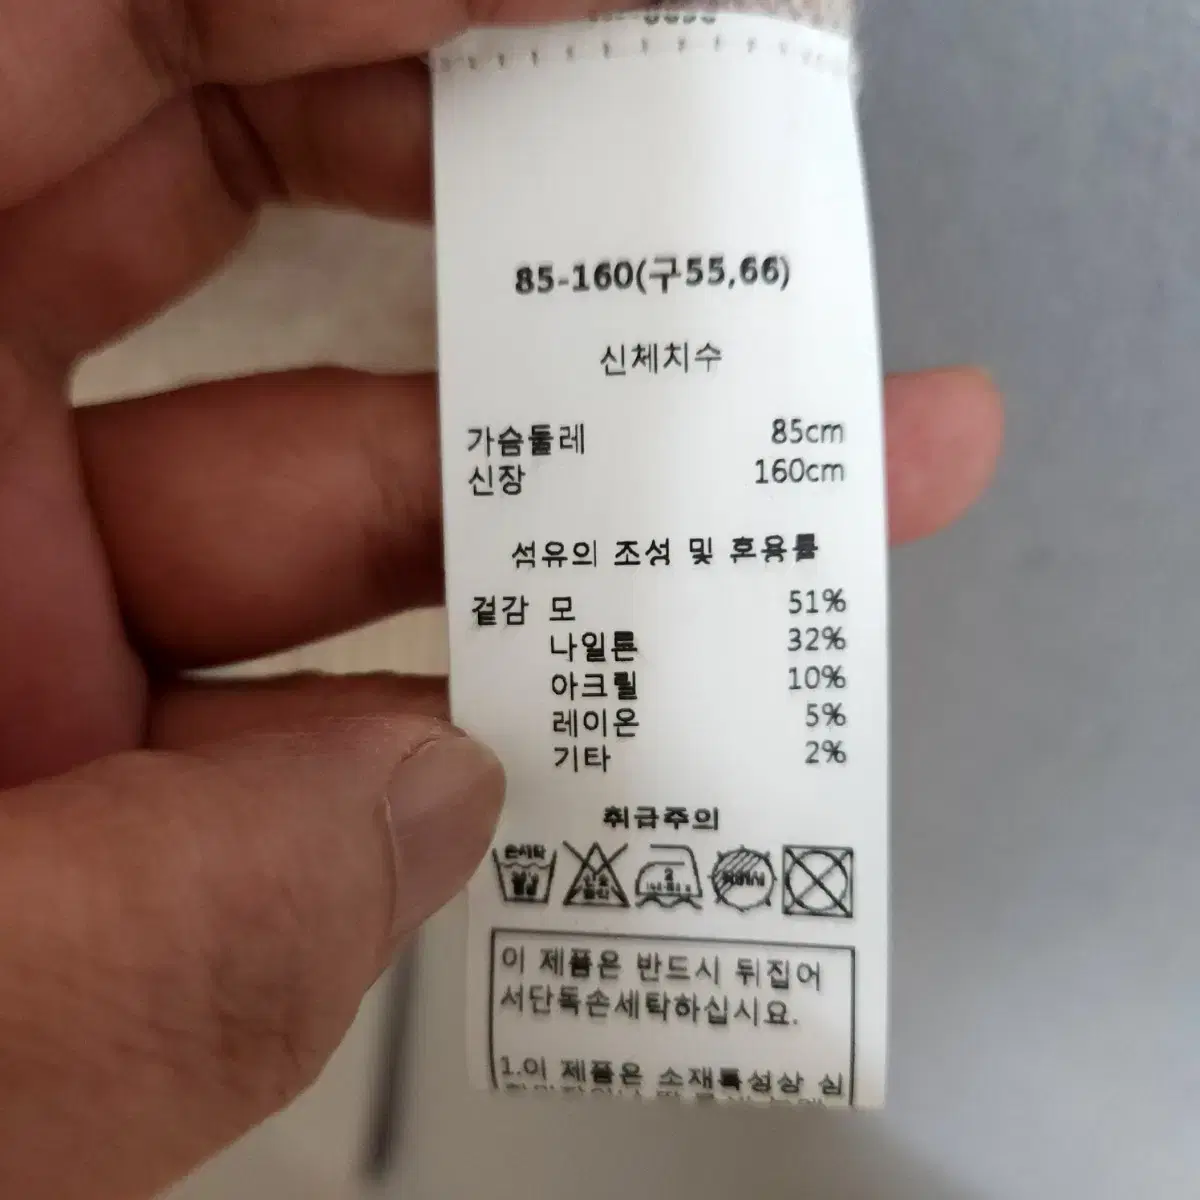 85-160(구55,66)
신체치수
가슴둘레 85cm
신장 160cm
섬유의 조성 및 혼용률
겉감 모 51%
나일론 32%
아크릴 10%
레이온 5%
기타 2%
취급주의
손세탁
이 제품은 반드시 뒤집어
서단독손세탁하십시요.
1.이 제품은 소재특성상 심